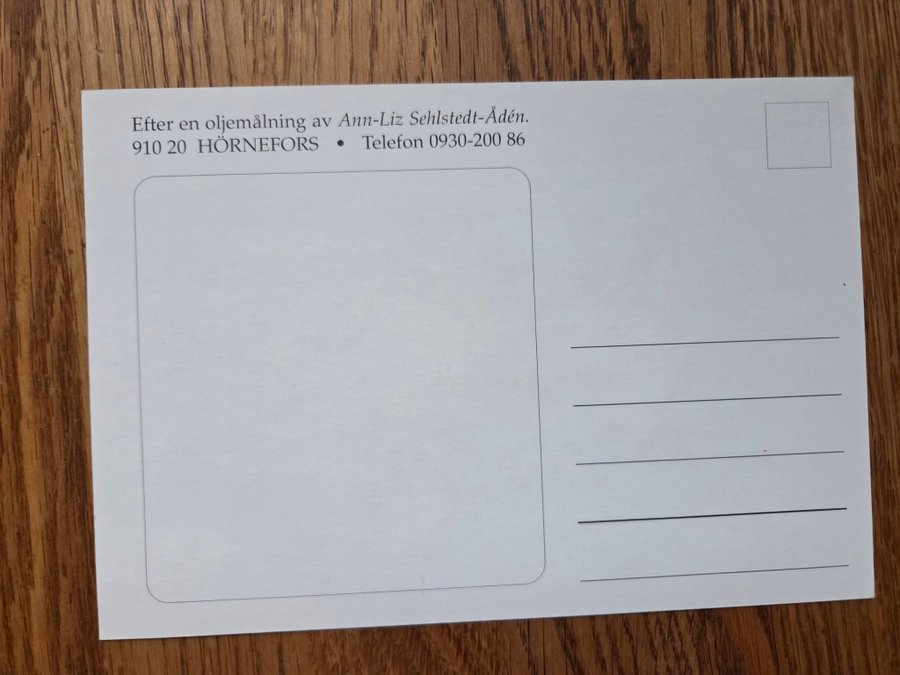 Efter en oljemålning av Ann-Liz Sehlstedt-Ådén.
910 20 HÖRNEFORS • Telefon 0930-200 86